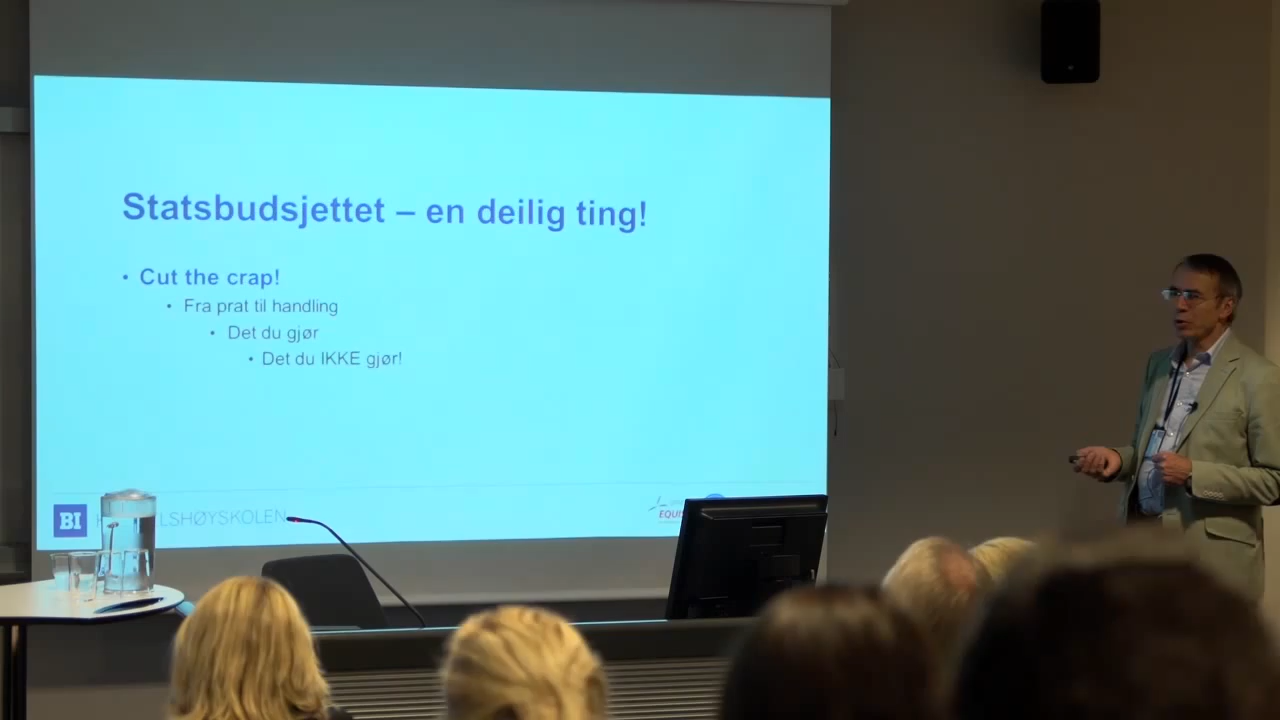 Statsbudsjettet – en deilig ting!
• Cut the crap!
• Fra prat til handling
• Det du gjør
• Det du IKKE gjør!
BI
EQUIS